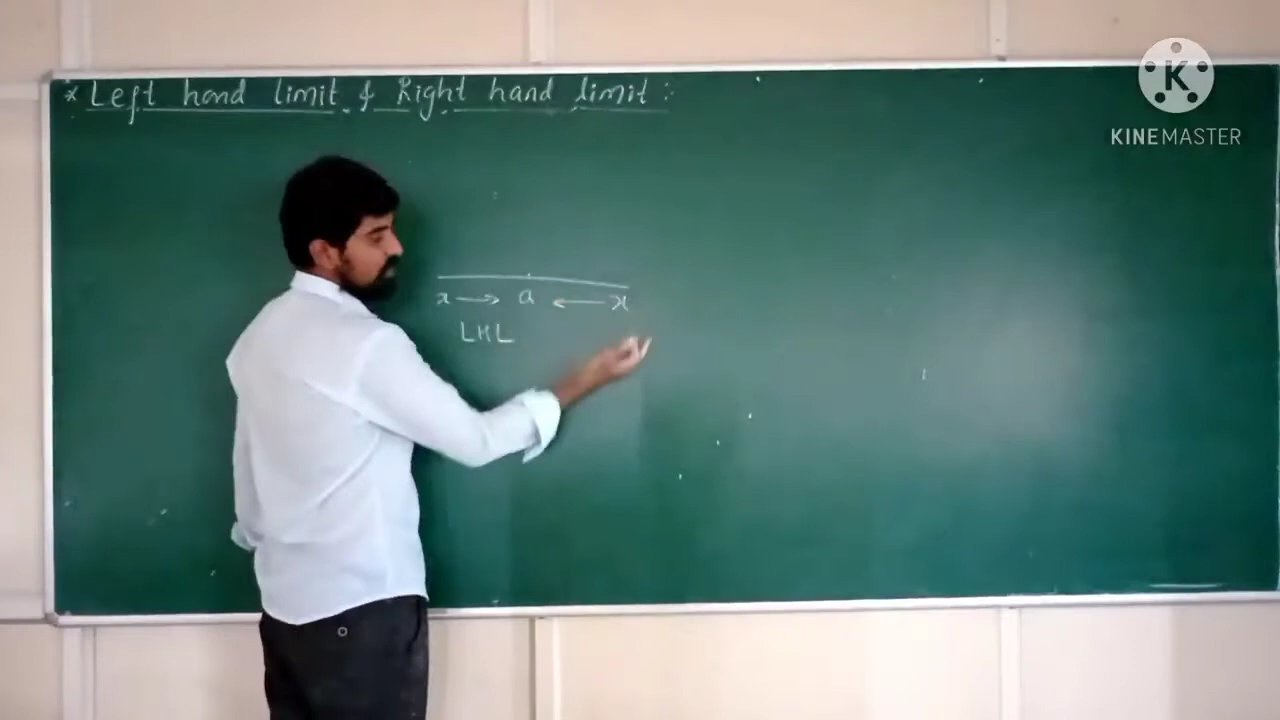 * Left hand limit & Right hand limit :-
x → a ← x
LHL
K
KINEMASTER